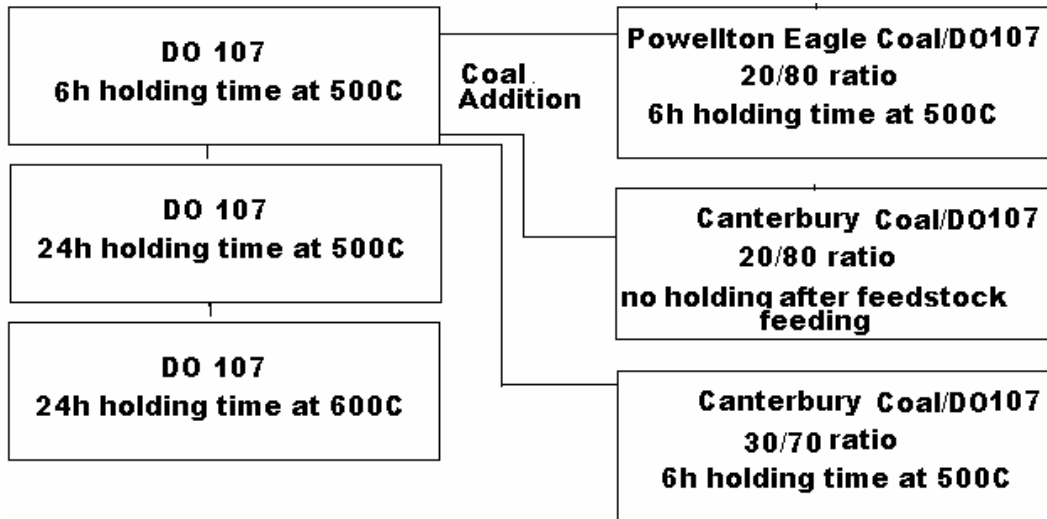 DO 107
6h holding time at 500C
DO 107
24h holding time at 500C
DO 107
24h holding time at 600C
Coal
Addition
Powellton Eagle Coal/DO107
20/80 ratio
6h holding time at 500C
Canterbury Coal/DO107
20/80 ratio
no holding after feedstock
feeding
Canterbury Coal/DO107
30/70 ratio
6h holding time at 500C